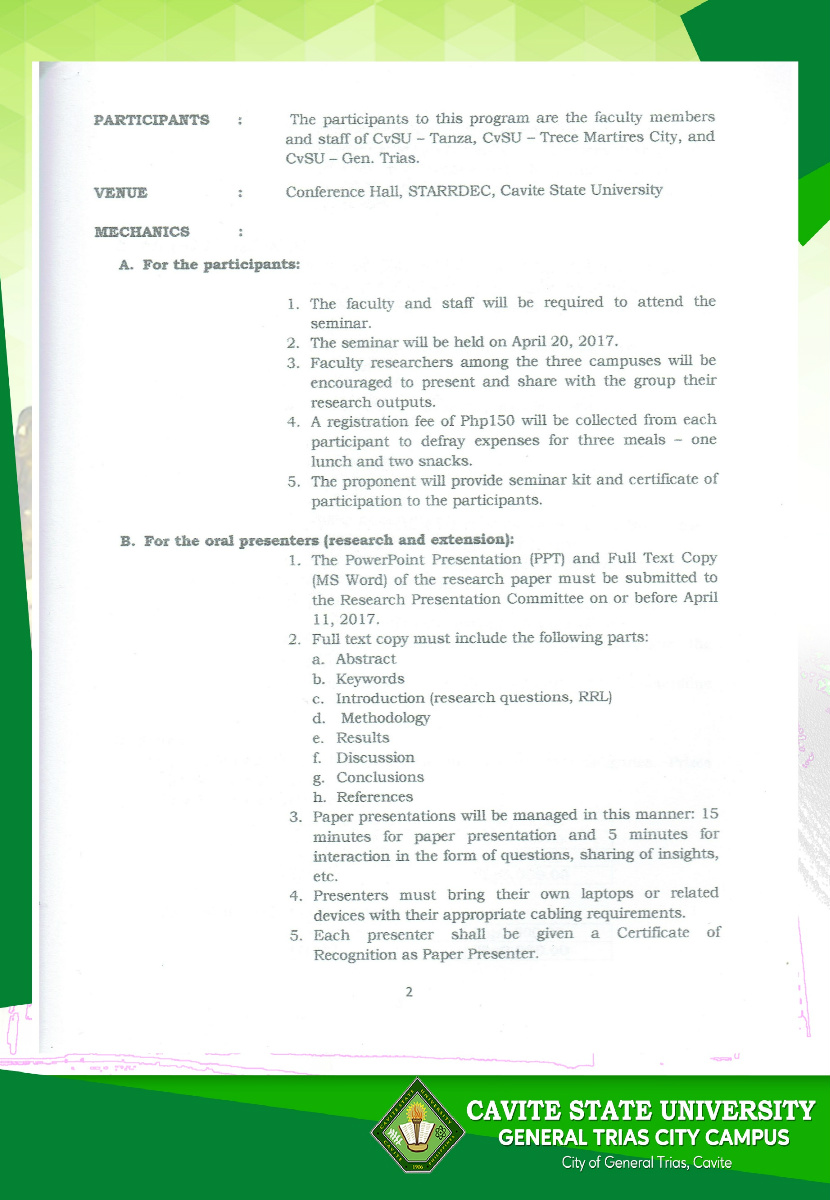 PARTICIPANTS : The participants to this program are the faculty members
and staff of CvSU – Tanza, CvSU – Trece Martires City, and
CvSU – Gen. Trias.
VENUE : Conference Hall, STARRDEC, Cavite State University
MECHANICS :
A. For the participants:
1. The faculty and staff will be required to attend the
seminar.
2. The seminar will be held on April 20, 2017.
3. Faculty researchers among the three campuses will be
encouraged to present and share with the group their
research outputs.
4. A registration fee of Php150 will be collected from each
participant to defray expenses for three meals – one
lunch and two snacks.
5. The proponent will provide seminar kit and certificate of
participation to the participants.
B. For the oral presenters (research and extension):
1. The PowerPoint Presentation (PPT) and Full Text Copy
(MS Word) of the research paper must be submitted to
the Research Presentation Committee on or before April
11, 2017.
2. Full text copy must include the following parts:
a. Abstract
b. Keywords
c. Introduction (research questions, RRL)
d. Methodology
e. Results
f. Discussion
g. Conclusions
h. References
3. Paper presentations will be managed in this manner: 15
minutes for paper presentation and 5 minutes for
interaction in the form of questions, sharing of insights,
etc.
4. Presenters must bring their own laptops or related
devices with their appropriate cabling requirements.
5. Each presenter shall be given a Certificate of
Recognition as Paper Presenter.
2
1906
CAVITE STATE UNIVERSITY
GENERAL TRIAS CITY CAMPUS
City of General Trias, Cavite